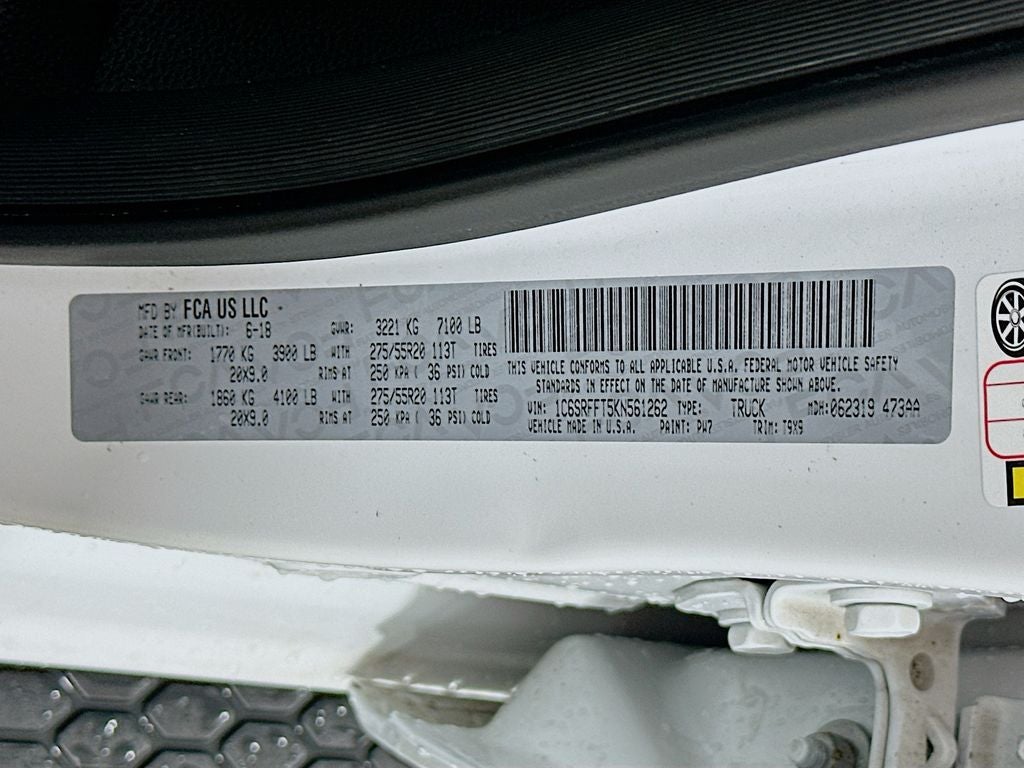 MFD BY FCA US LLC -
DATE OF MFR(BUILT): 6-18 GVWR: 3221 KG 7100 LB
GAWR FRONT: 1770 KG 3900 LB WITH 275/55R20 113T TIRES
20X9.0 RIMS AT 250 KPA ( 36 PSI) COLD
GAWR REAR: 1860 KG 4100 LB WITH 275/55R20 113T TIRES
20X9.0 RIMS AT 250 KPA ( 36 PSI) COLD
THIS VEHICLE CONFORMS TO ALL APPLICABLE U.S.A. FEDERAL MOTOR VEHICLE SAFETY
STANDARDS IN EFFECT ON THE DATE OF MANUFACTURE SHOWN ABOVE.
VIN: 1C6SRFFT5KN561262 TYPE: TRUCK MDH: 062319 473AA
VEHICLE MADE IN U.S.A. PAINT: PW7 TRIM: T9X9